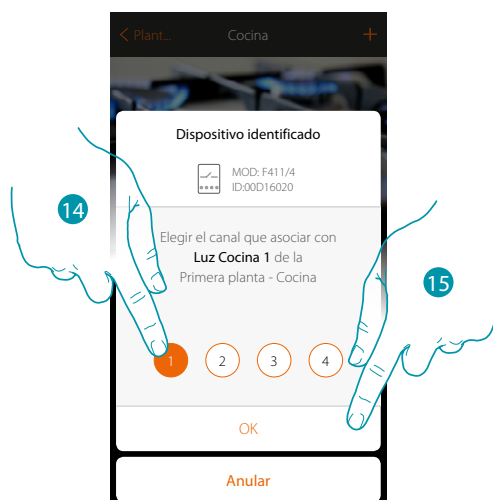 < Plant... Cocina +
Dispositivo identificado
MOD: F411/4
ID:00D16020
14
Elegir el canal que asociar con
Luz Cocina 1 de la
Primera planta - Cocina
15
1 2 3 4
OK
Anular